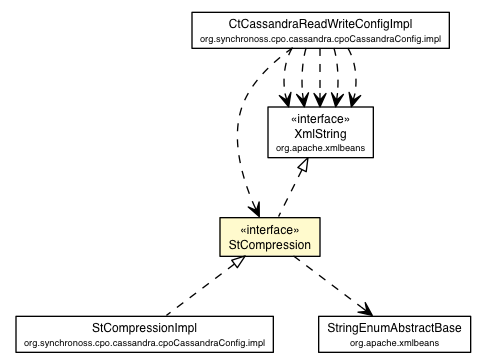 CtCassandraReadWriteConfigImpl
org.synchronoss.cpo.cassandra.cpoCassandraConfig.impl
«interface»
XmlString
org.apache.xmlbeans
«interface»
StCompression
StCompressionImpl
org.synchronoss.cpo.cassandra.cpoCassandraConfig.impl
StringEnumAbstractBase
org.apache.xmlbeans